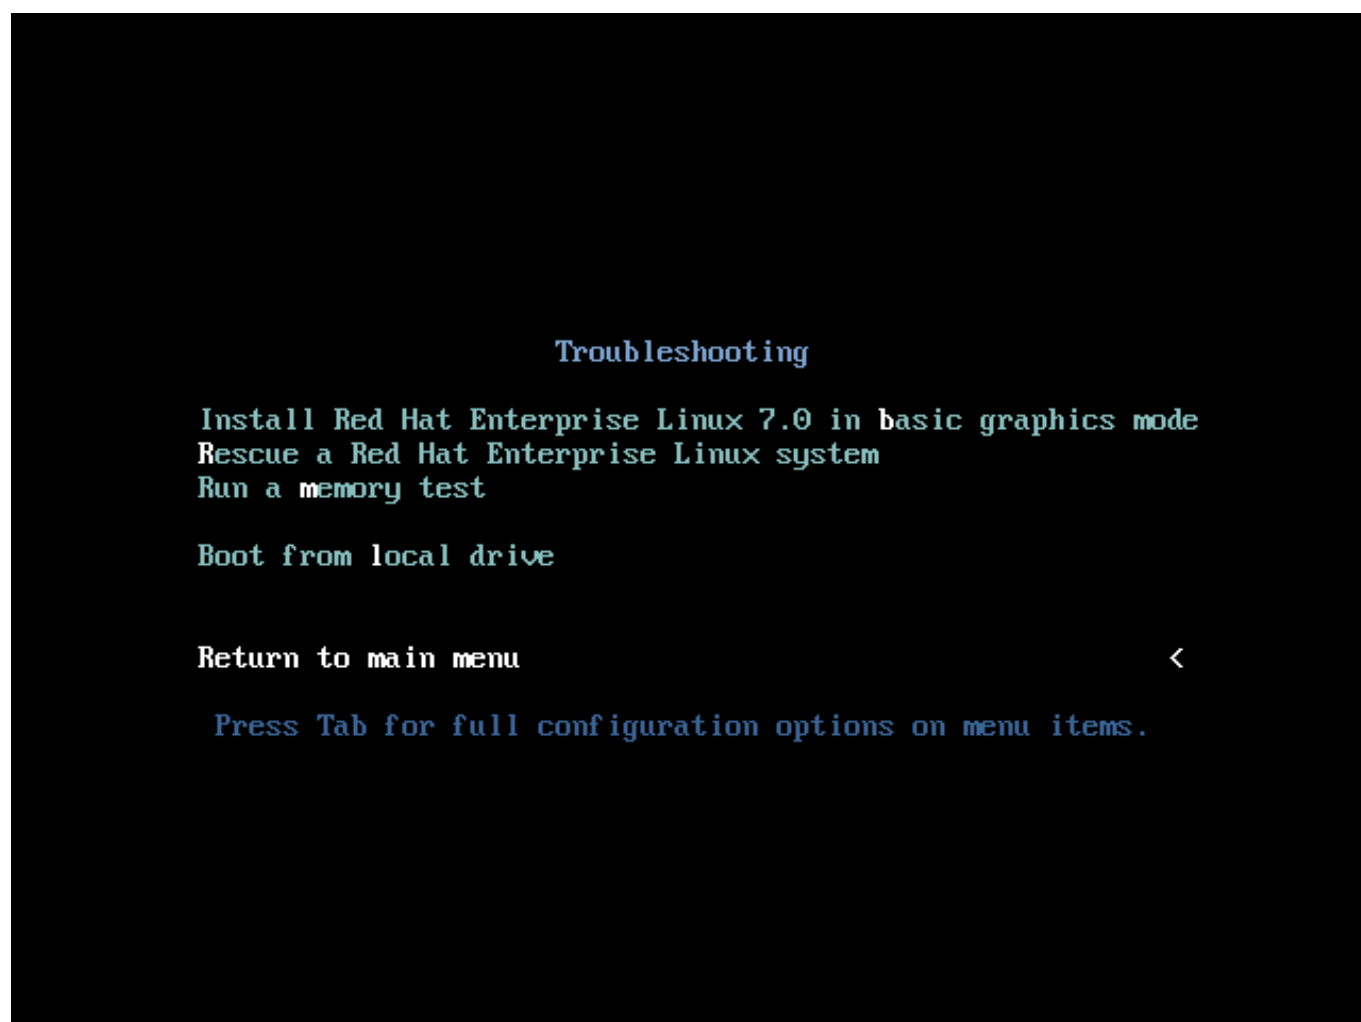 Troubleshooting
Install Red Hat Enterprise Linux 7.0 in basic graphics mode
Rescue a Red Hat Enterprise Linux system
Run a memory test
Boot from local drive
Return to main menu <
Press Tab for full configuration options on menu items.